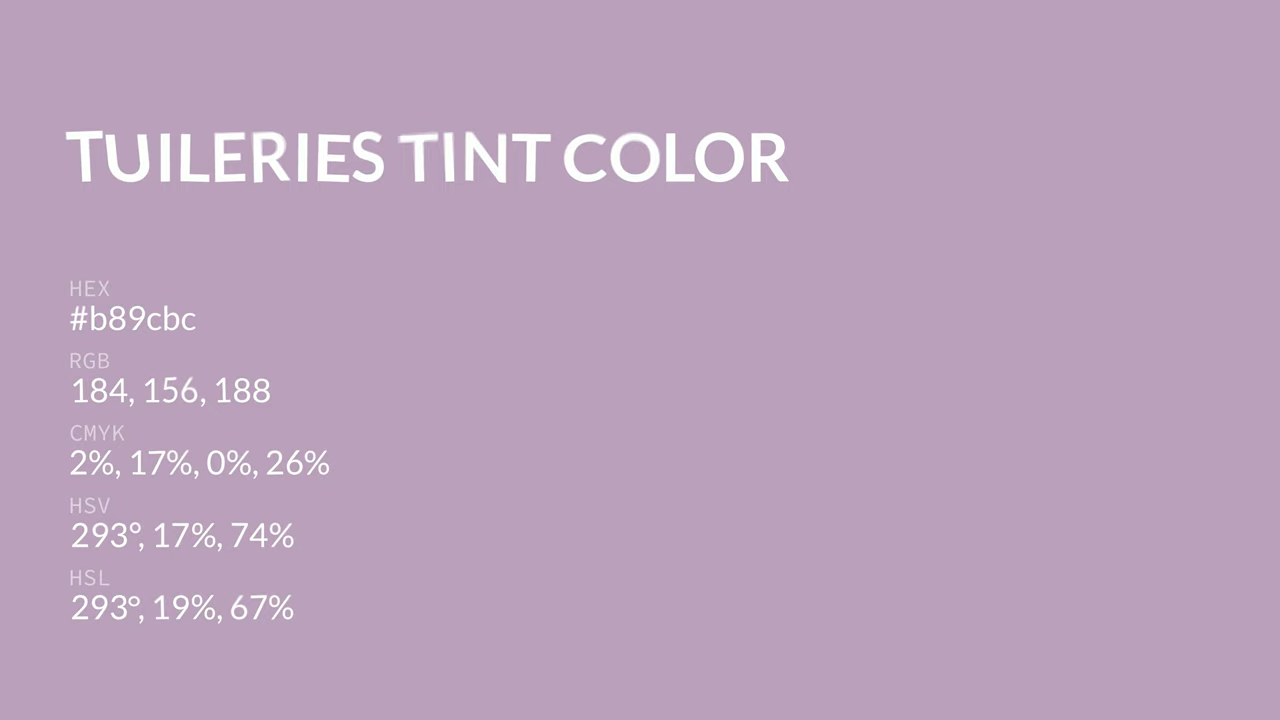 TUILERIES TINT COLOR
HEX
#b89cbc
RGB
184, 156, 188
CMYK
2%, 17%, 0%, 26%
HSV
293°, 17%, 74%
HSL
293°, 19%, 67%